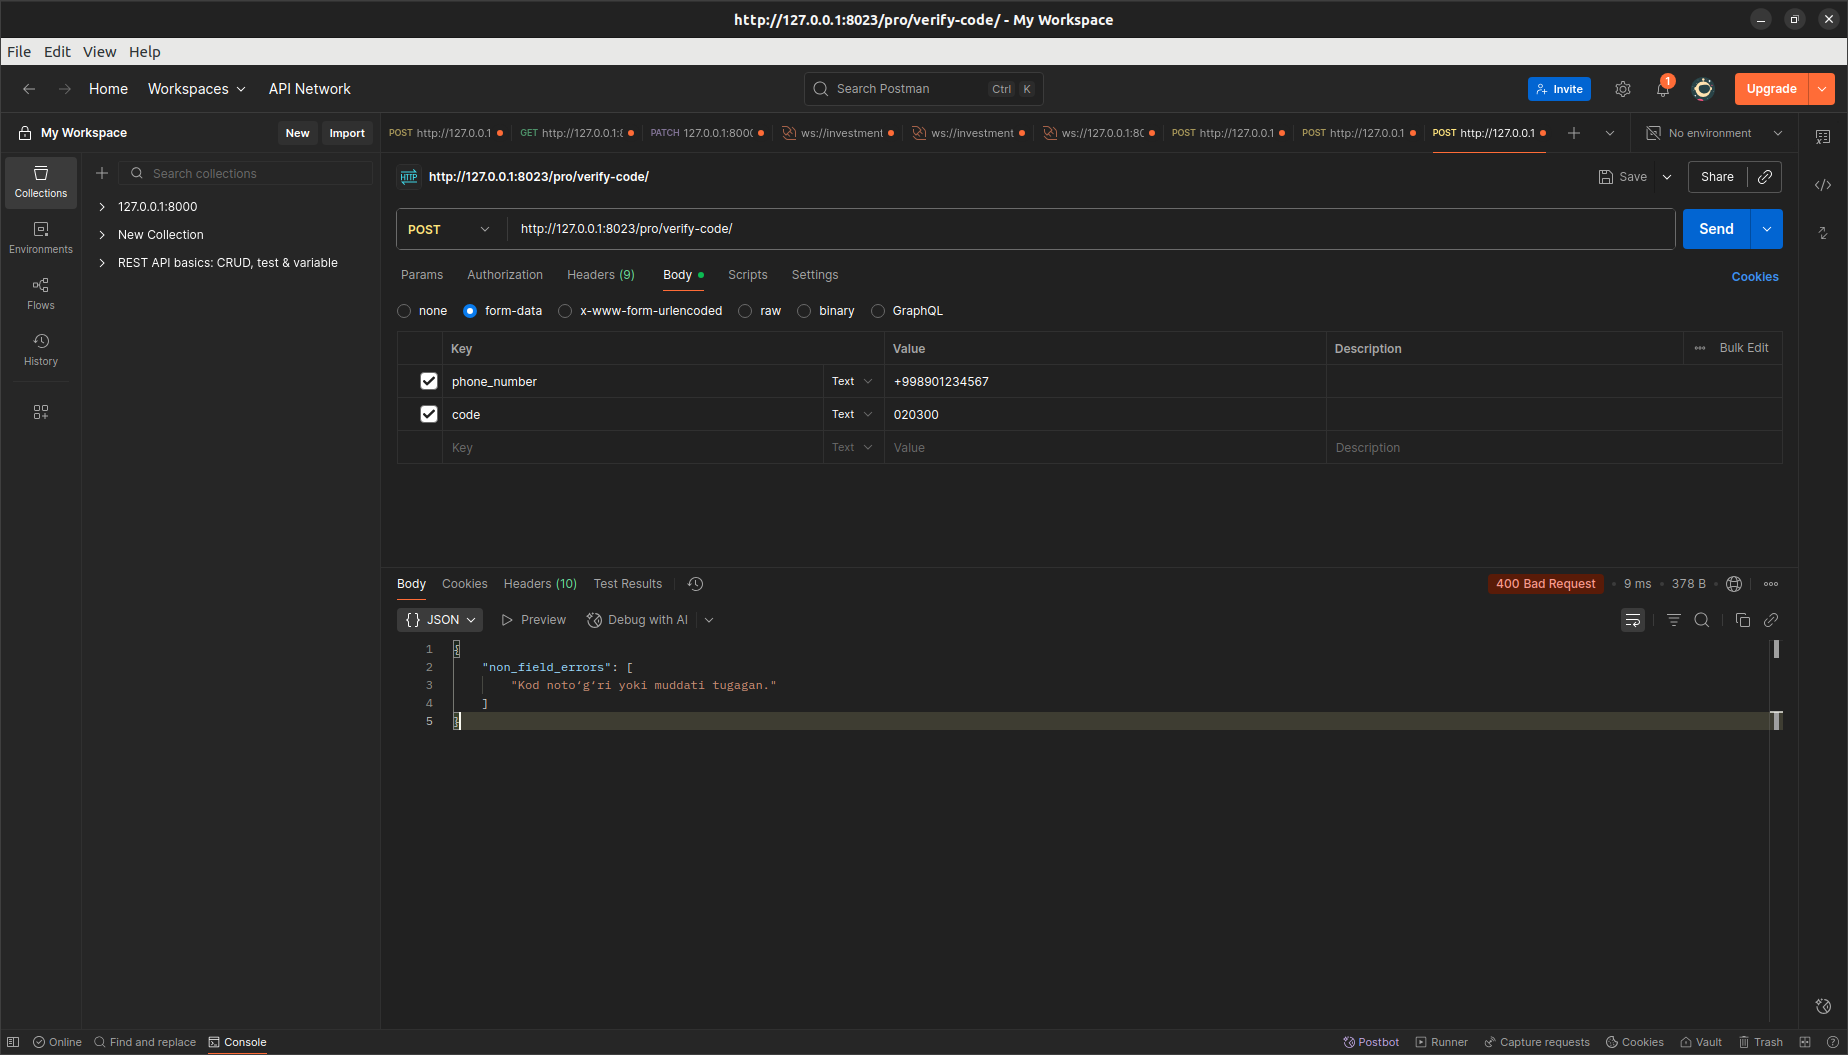 http://127.0.0.1:8023/pro/verify-code/ - My Workspace
File Edit View Help
Home Workspaces API Network
Search Postman Ctrl K
Invite 1 Upgrade
My Workspace New Import
POST http://127.0.0.1 GET http://127.0.0.1:{ PATCH 127.0.0.1:800( ws://investment ws://investment ws://127.0.0.1:8( POST http://127.0.0.1 POST http://127.0.0.1 POST http://127.0.0.1 No environment
Collections
Environments
Flows
History
Search collections
127.0.0.1:8000
New Collection
REST API basics: CRUD, test & variable
HTTP http://127.0.0.1:8023/pro/verify-code/ Save Share
POST http://127.0.0.1:8023/pro/verify-code/ Send
Params Authorization Headers (9) Body Scripts Settings Cookies
none form-data x-www-form-urlencoded raw binary GraphQL
Key Value Description Bulk Edit
phone_number Text +998901234567
code Text 020300
Key Text Value Description
Body Cookies Headers (10) Test Results 400 Bad Request 9 ms 378 B
{} JSON Preview Debug with AI
1 {
2 "non_field_errors": [
3 "Kod noto‘g‘ri yoki muddati tugagan."
4 ]
5 }
Online Find and replace Console Postbot Runner Capture requests Cookies Vault Trash